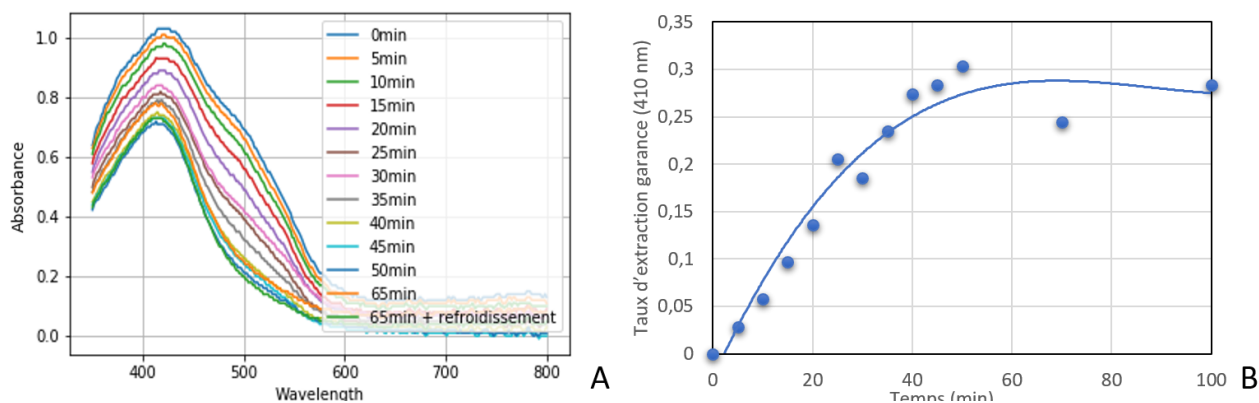 1.0
0.8
0.6
0.4
0.2
0.0
Absorbance
400
500
600
700
800
Wavelength
0min
5min
10min
15min
20min
25min
30min
35min
40min
45min
50min
65min
65min + refroidissement
A
0,35
0,3
0,25
0,2
0,15
0,1
0,05
0
Taux d'extraction garance (410 nm)
0
20
40
60
80
100
Temps (min)
B